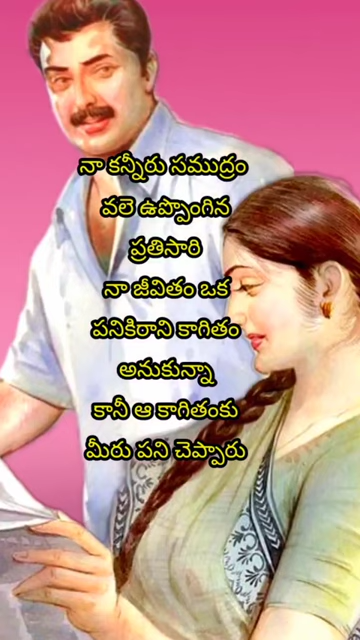 నా కన్నీరు సముద్రం
వలె ఉప్పొంగిన
ప్రతిసారి
నా జీవితం ఒక
పనికిరాని కాగితం
అనుకున్నా
కానీ ఆ కాగితంకు
మీరు పని చెప్పారు